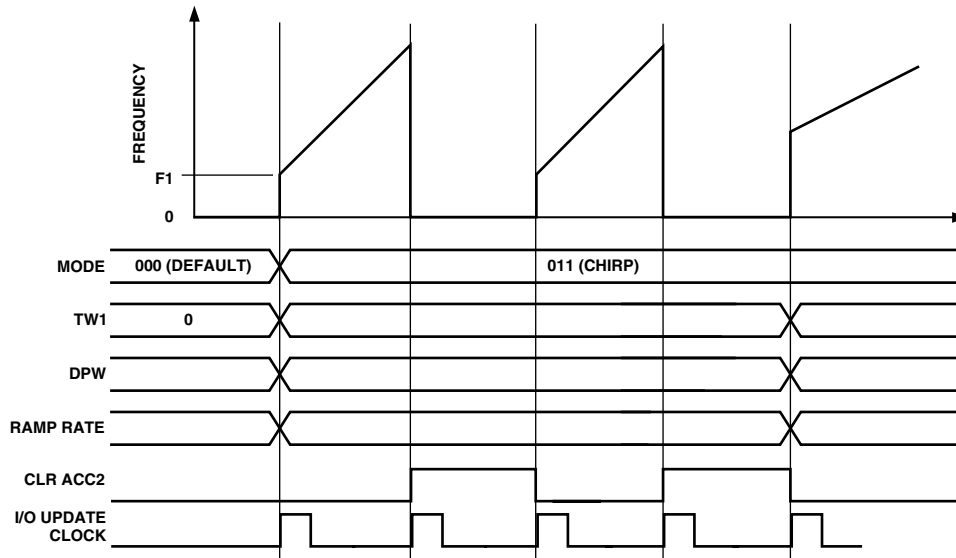 FREQUENCY
F1
0
MODE
000 (DEFAULT)
011 (CHIRP)
TW1
0
DPW
RAMP RATE
CLR ACC2
I/O UPDATE
CLOCK